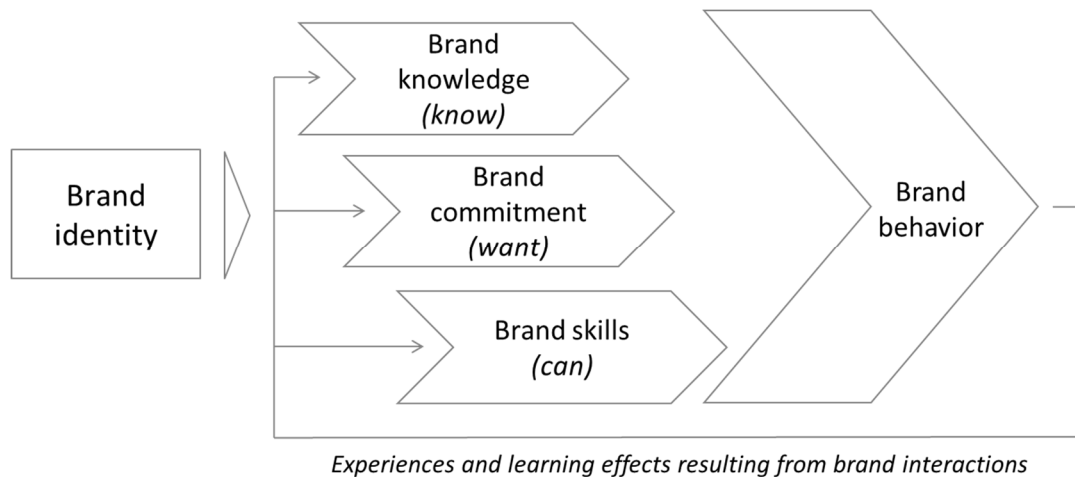 Brand
identity
Brand
knowledge
(know)
Brand
commitment
(want)
Brand skills
(can)
Brand
behavior
Experiences and learning effects resulting from brand interactions